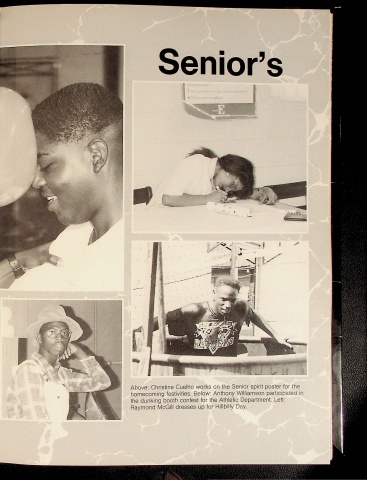 Senior's
-E
Above: Christine Cuelho works on the Senior spirit poster for the
homecoming festivities. Below: Anthony Williamson participated in
the dunking booth contest for the Athletic Department. Left:
Raymond McGill dresses up for Hillbilly Day.